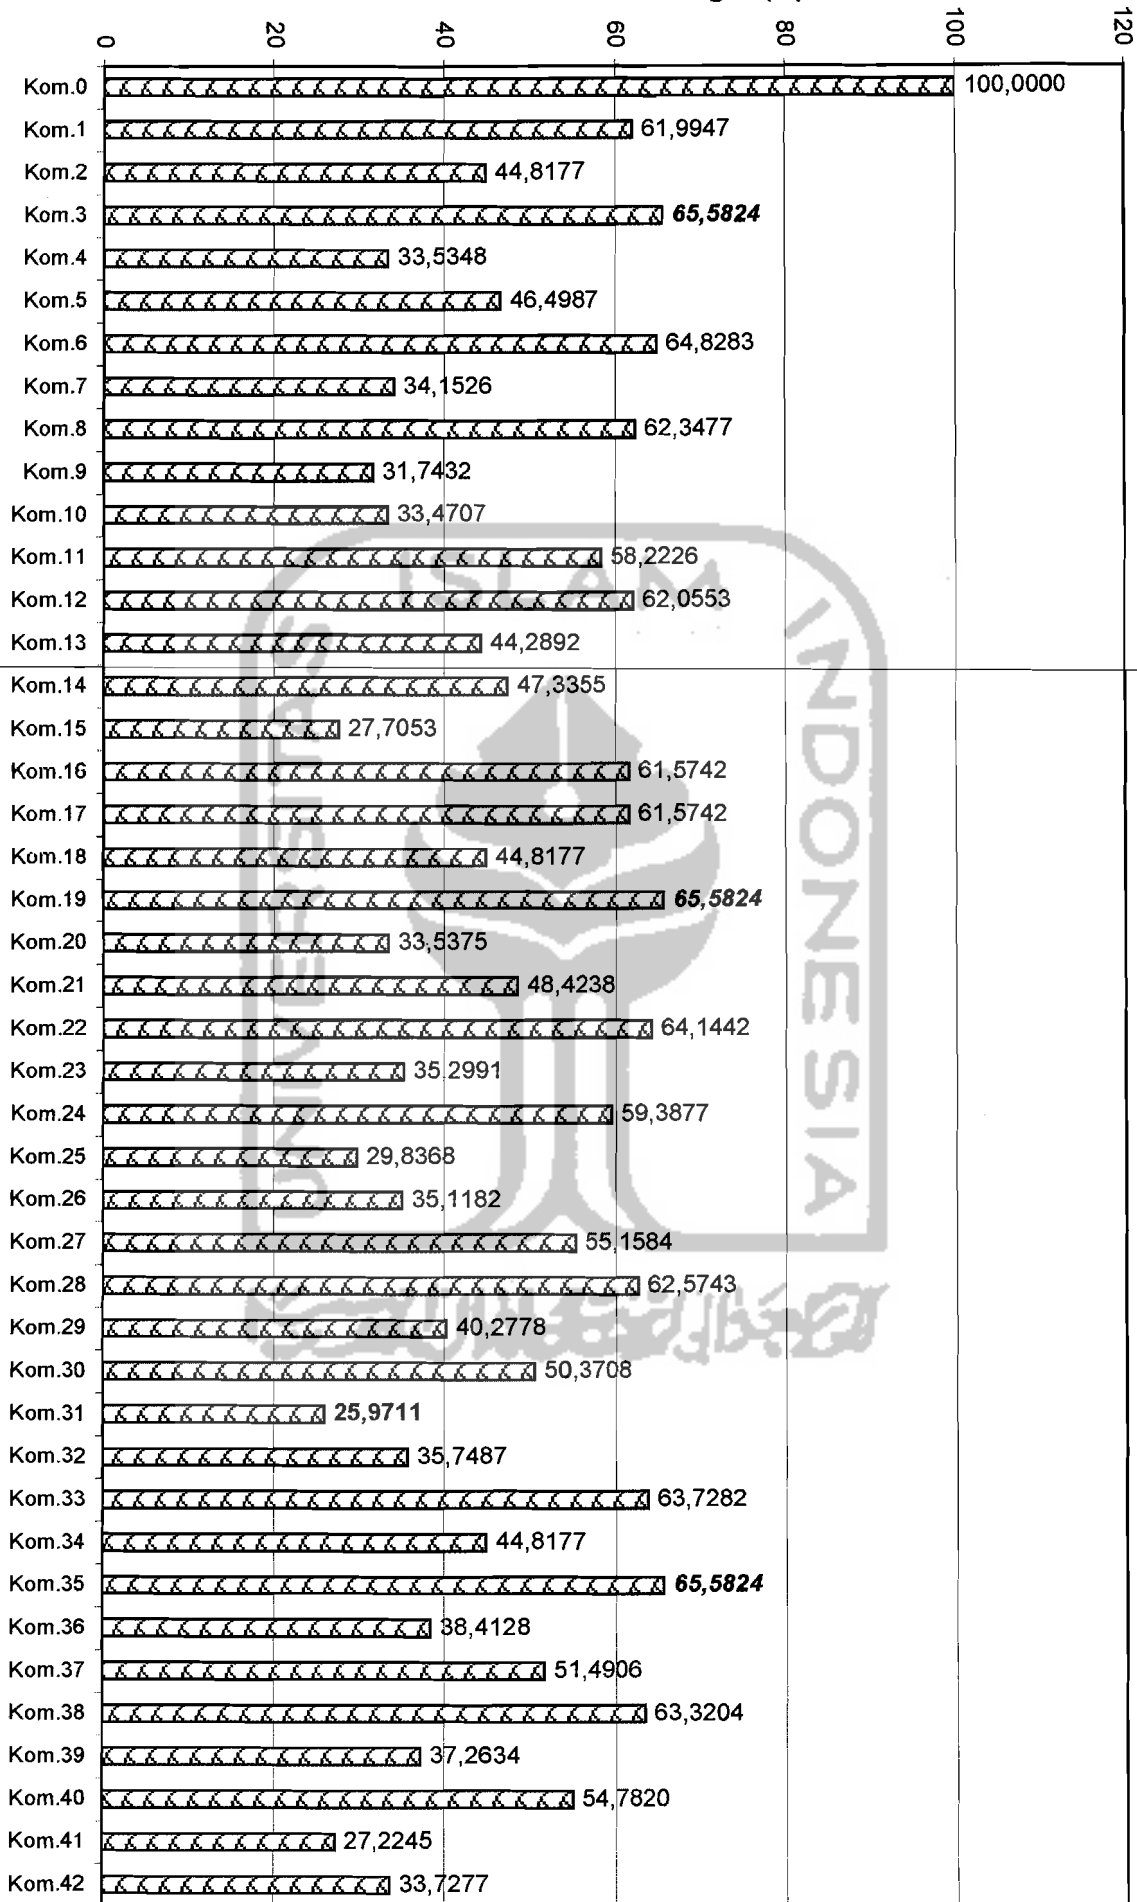 0 20 40 60 80 100 120
Kom.0 100,0000
Kom.1 61,9947
Kom.2 44,8177
Kom.3 65,5824
Kom.4 33,5348
Kom.5 46,4987
Kom.6 64,8283
Kom.7 34,1526
Kom.8 62,3477
Kom.9 31,7432
Kom.10 33,4707
Kom.11 58,2226
Kom.12 62,0553
Kom.13 44,2892
Kom.14 47,3355
Kom.15 27,7053
Kom.16 61,5742
Kom.17 61,5742
Kom.18 44,8177
Kom.19 65,5824
Kom.20 33,5375
Kom.21 48,4238
Kom.22 64,1442
Kom.23 35,2991
Kom.24 59,3877
Kom.25 29,8368
Kom.26 35,1182
Kom.27 55,1584
Kom.28 62,5743
Kom.29 40,2778
Kom.30 50,3708
Kom.31 25,9711
Kom.32 35,7487
Kom.33 63,7282
Kom.34 44,8177
Kom.35 65,5824
Kom.36 38,4128
Kom.37 51,4906
Kom.38 63,3204
Kom.39 37,2634
Kom.40 54,7820
Kom.41 27,2245
Kom.42 33,7277
UNIVERSITAS
ISLAM
INDONESIA